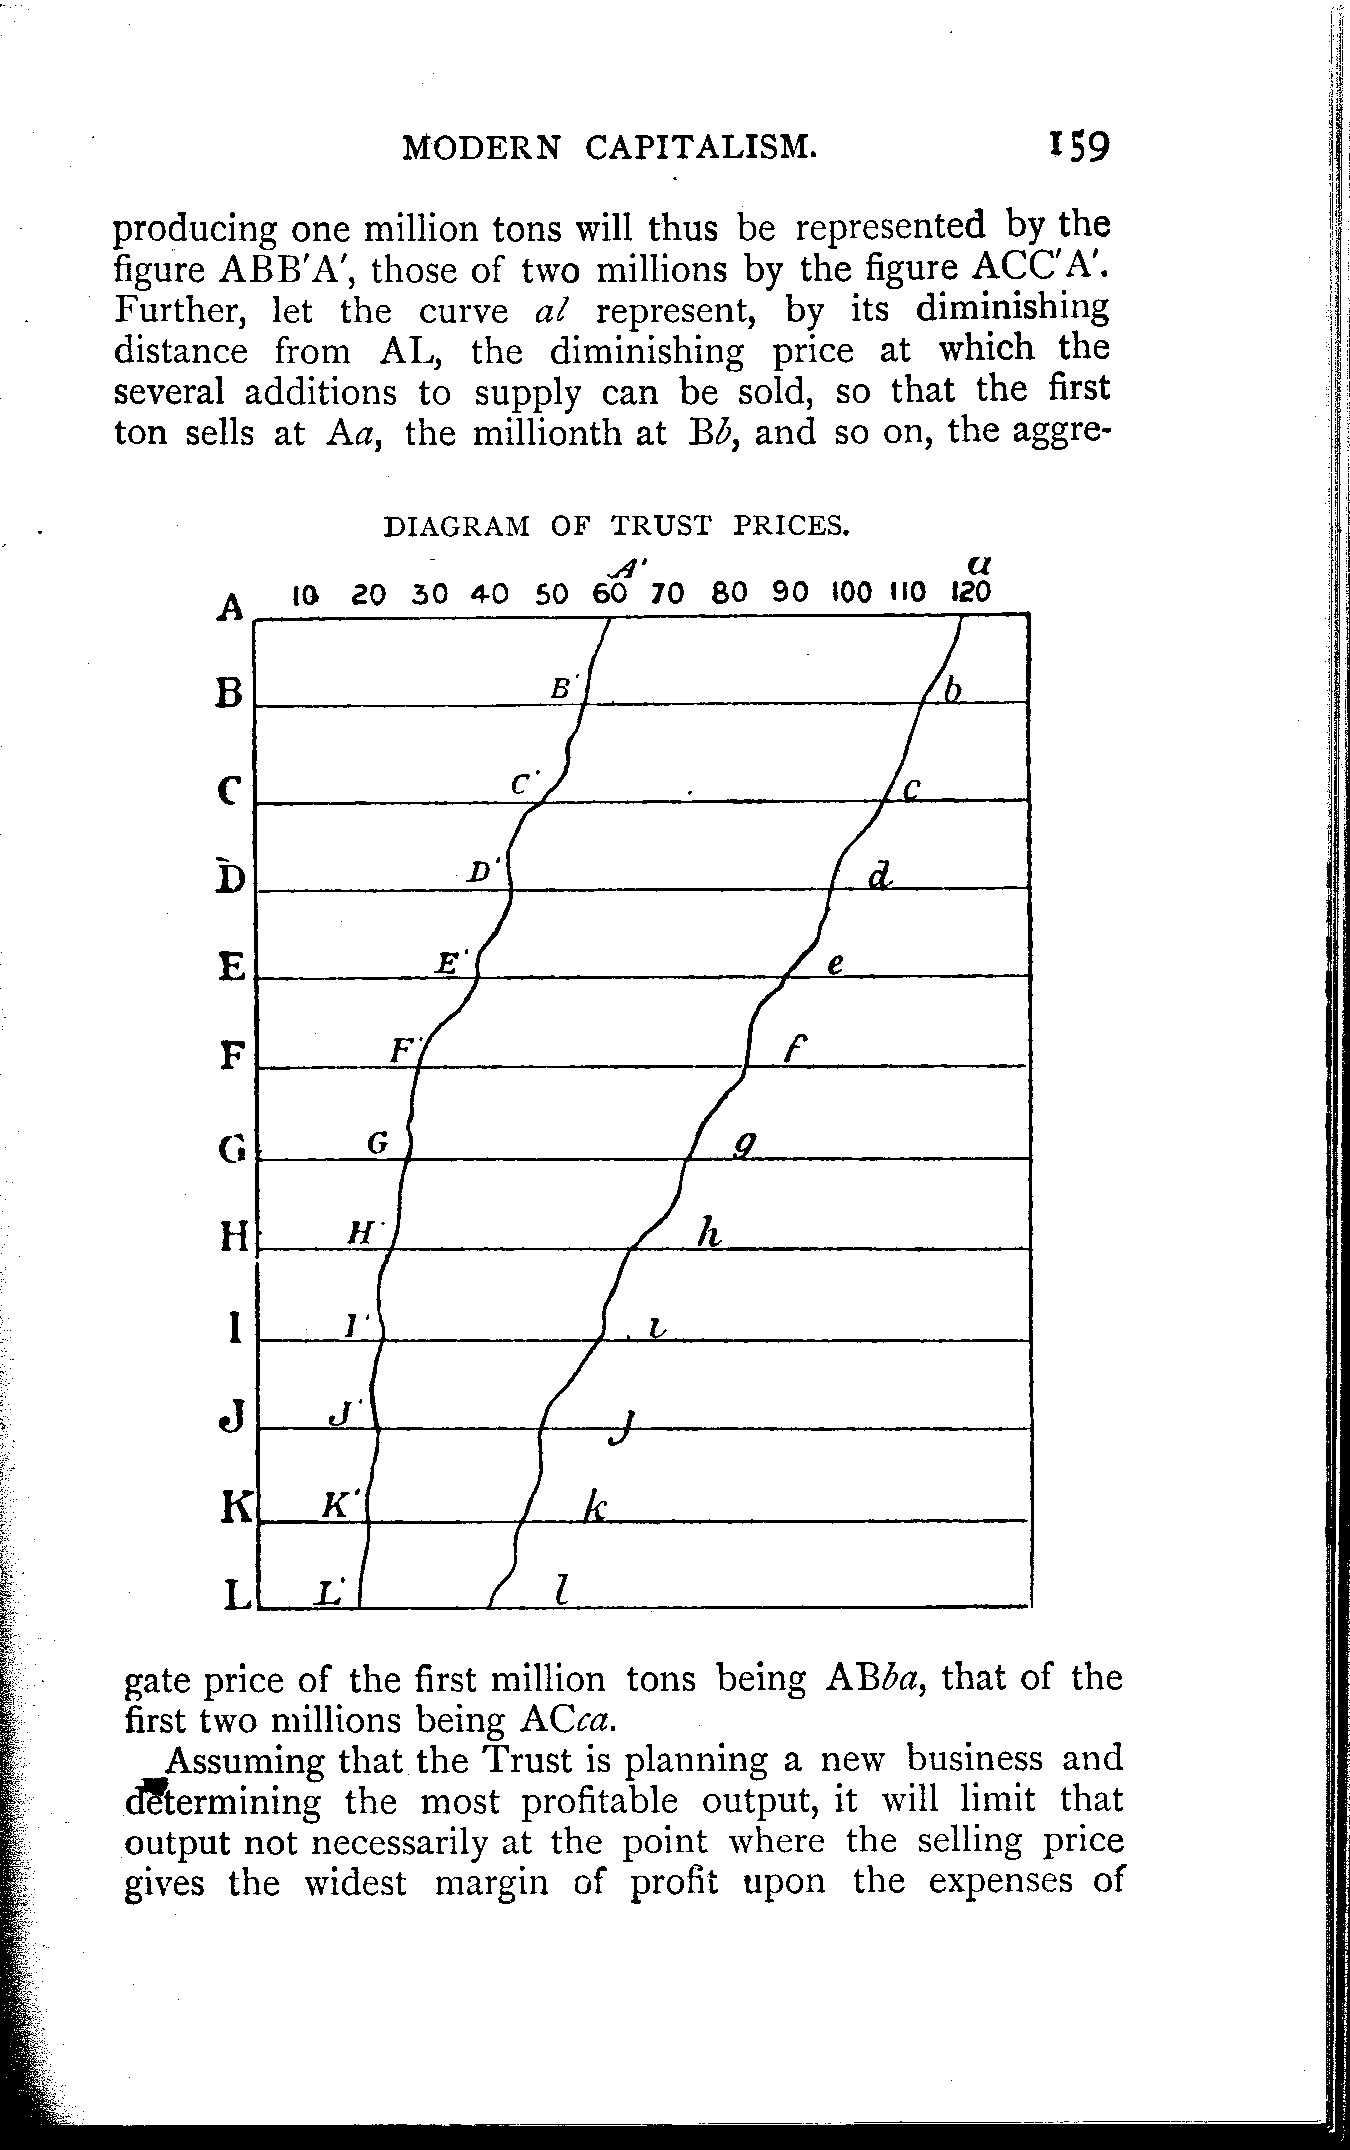 MODERN CAPITALISM. 159
producing one million tons will thus be represented by the
figure ABB'A', those of two millions by the figure ACC'A'.
Further, let the curve al represent, by its diminishing
distance from AL, the diminishing price at which the
several additions to supply can be sold, so that the first
ton sells at Aa, the millionth at Bb, and so on, the aggre-
DIAGRAM OF TRUST PRICES.
A' a
A 10 20 30 40 50 60 70 80 90 100 110 120
B B' b
C C' c
D D' d
E E' e
F F' f
G G g
H H' h
I I' i
J J' j
K K' k
L L' l
gate price of the first million tons being ABba, that of the
first two millions being ACca.
Assuming that the Trust is planning a new business and
determining the most profitable output, it will limit that
output not necessarily at the point where the selling price
gives the widest margin of profit upon the expenses of